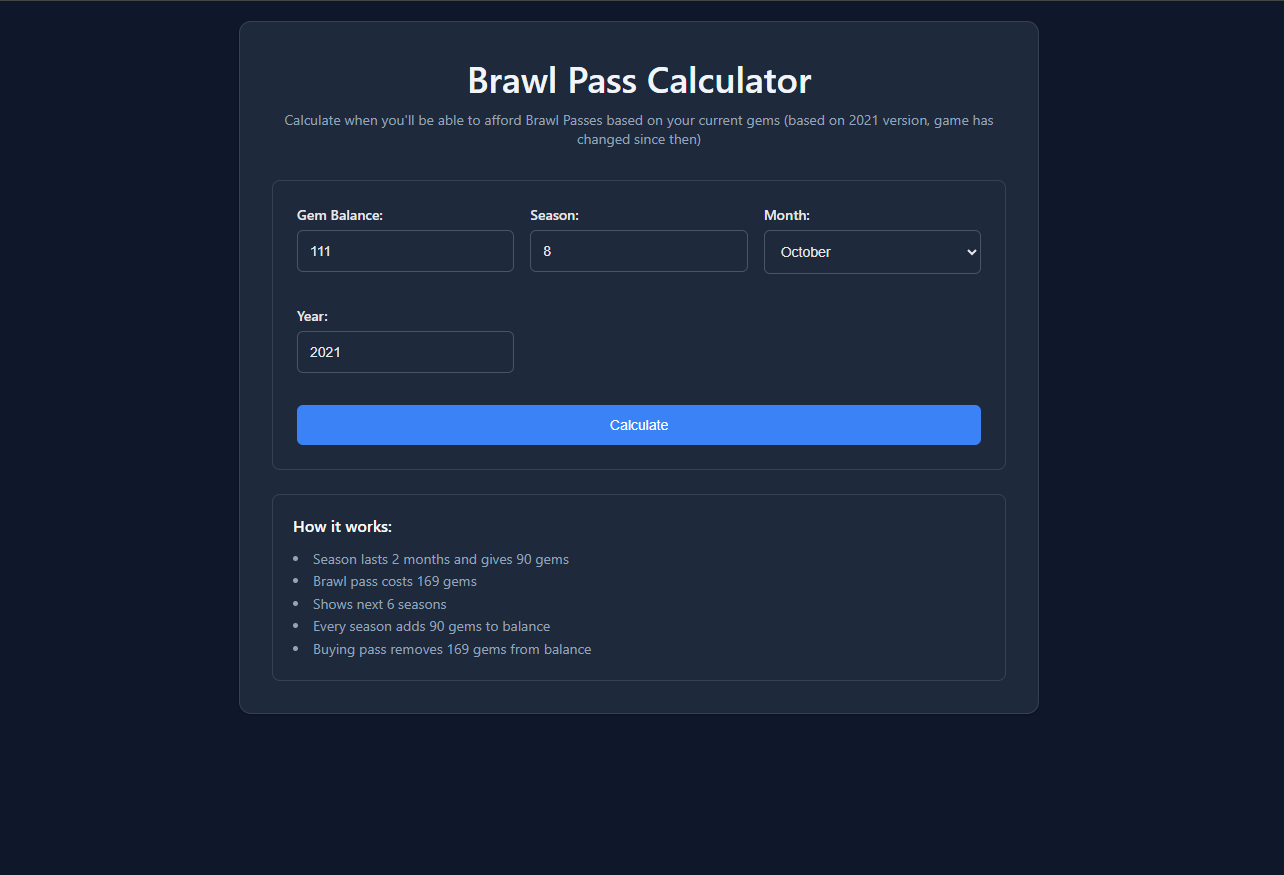 Brawl Pass Calculator
Calculate when you'll be able to afford Brawl Passes based on your current gems (based on 2021 version, game has
changed since then)
Gem Balance:
Season:
Month:
111
8
October
Year:
2021
Calculate
How it works:
Season lasts 2 months and gives 90 gems
Brawl pass costs 169 gems
Shows next 6 seasons
Every season adds 90 gems to balance
Buying pass removes 169 gems from balance